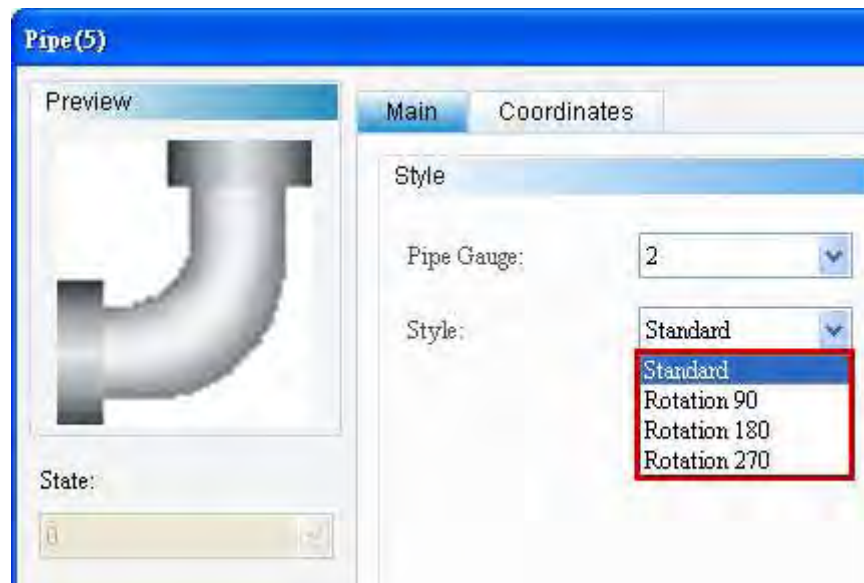 Pipe(5)
Preview
Main
Coordinates
Style
Pipe Gauge:
2
Style:
Standard
Standard
Rotation 90
Rotation 180
Rotation 270
State:
0